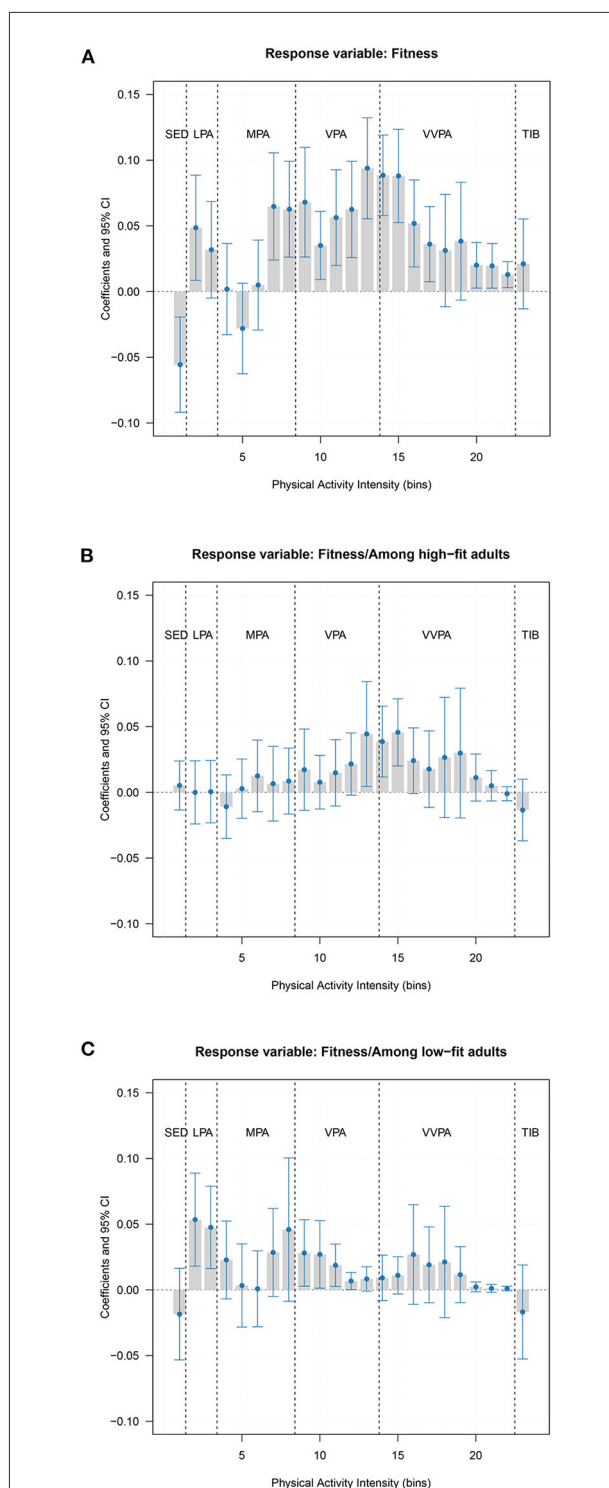 A
Response variable: Fitness
0.15
0.10
0.05
0.00
−0.05
−0.10
Coefficients and 95% CI
SED LPA MPA VPA VVPA TIB
5 10 15 20
Physical Activity Intensity (bins)
B
Response variable: Fitness/Among high−fit adults
0.15
0.10
0.05
0.00
−0.05
−0.10
Coefficients and 95% CI
SED LPA MPA VPA VVPA TIB
5 10 15 20
Physical Activity Intensity (bins)
C
Response variable: Fitness/Among low−fit adults
0.15
0.10
0.05
0.00
−0.05
−0.10
Coefficients and 95% CI
SED LPA MPA VPA VVPA TIB
5 10 15 20
Physical Activity Intensity (bins)